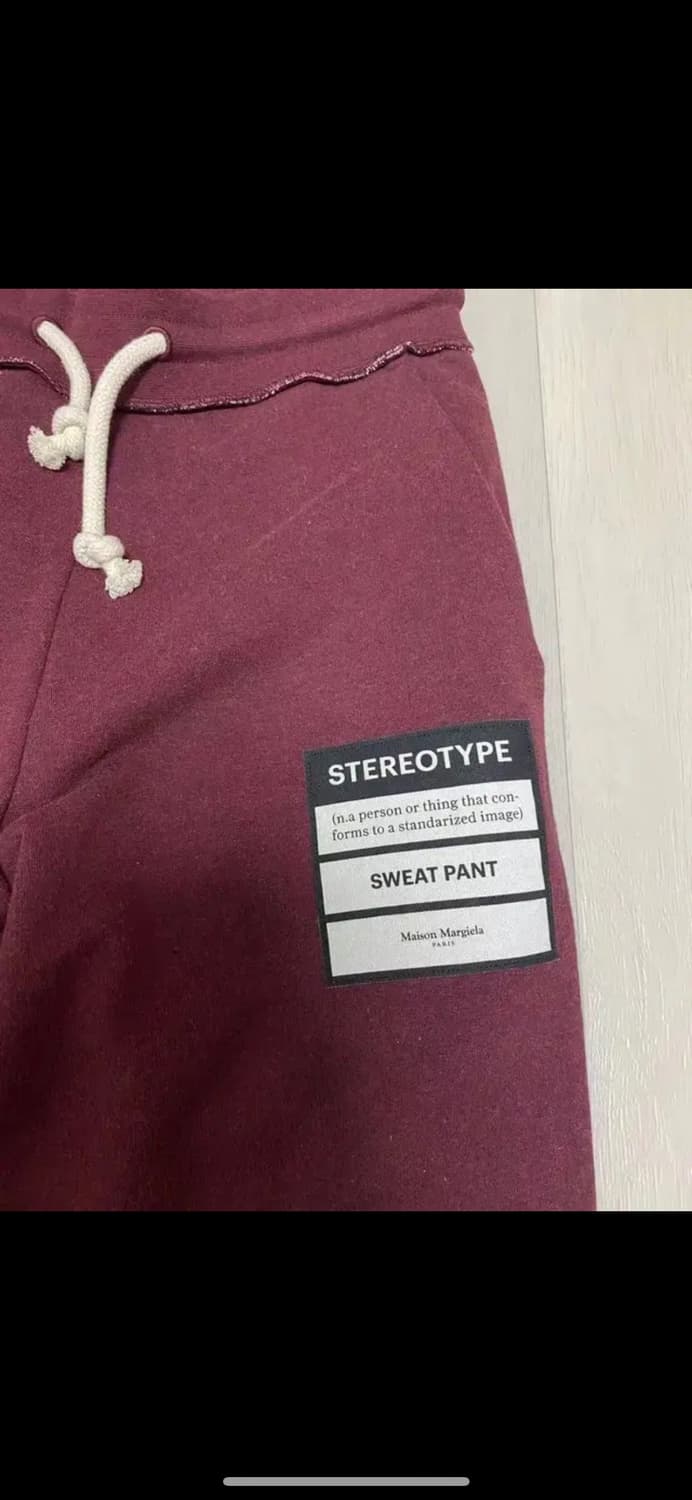 STEREOTYPE
(n.a person or thing that con-
forms to a standarized image)
SWEAT PANT
Maison Margiela
PARIS